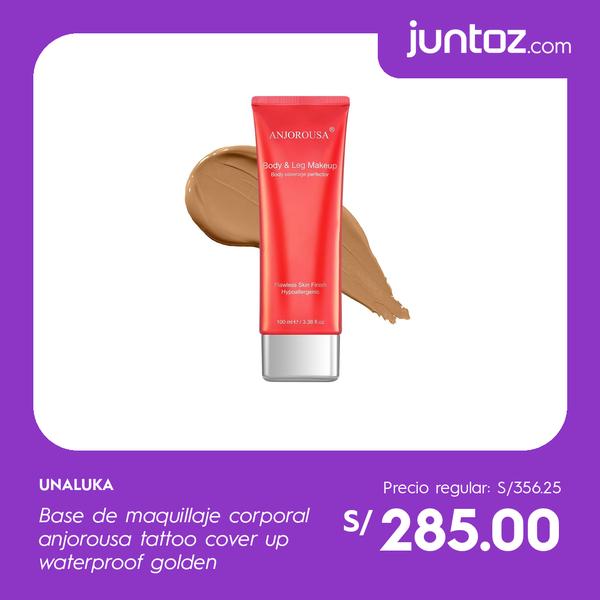 juntoz.com
ANJOROUSA®
Body & Leg Makeup
Body coverage perfector
Flawless Skin Finish
Hypoallergenic
100 ml ℮ / 3.38 fl.oz
UNALUKA
Base de maquillaje corporal
anjorousa tattoo cover up
waterproof golden
Precio regular: S/356.25
S/ 285.00